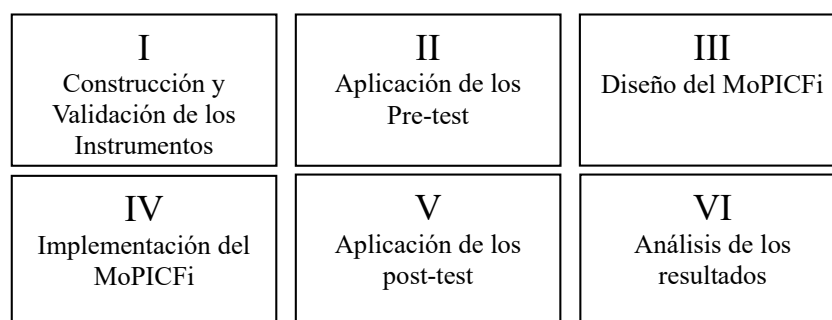 I
Construcción y
Validación de los
Instrumentos
II
Aplicación de los
Pre-test
III
Diseño del MoPICFi
IV
Implementación del
MoPICFi
V
Aplicación de los
post-test
VI
Análisis de los
resultados